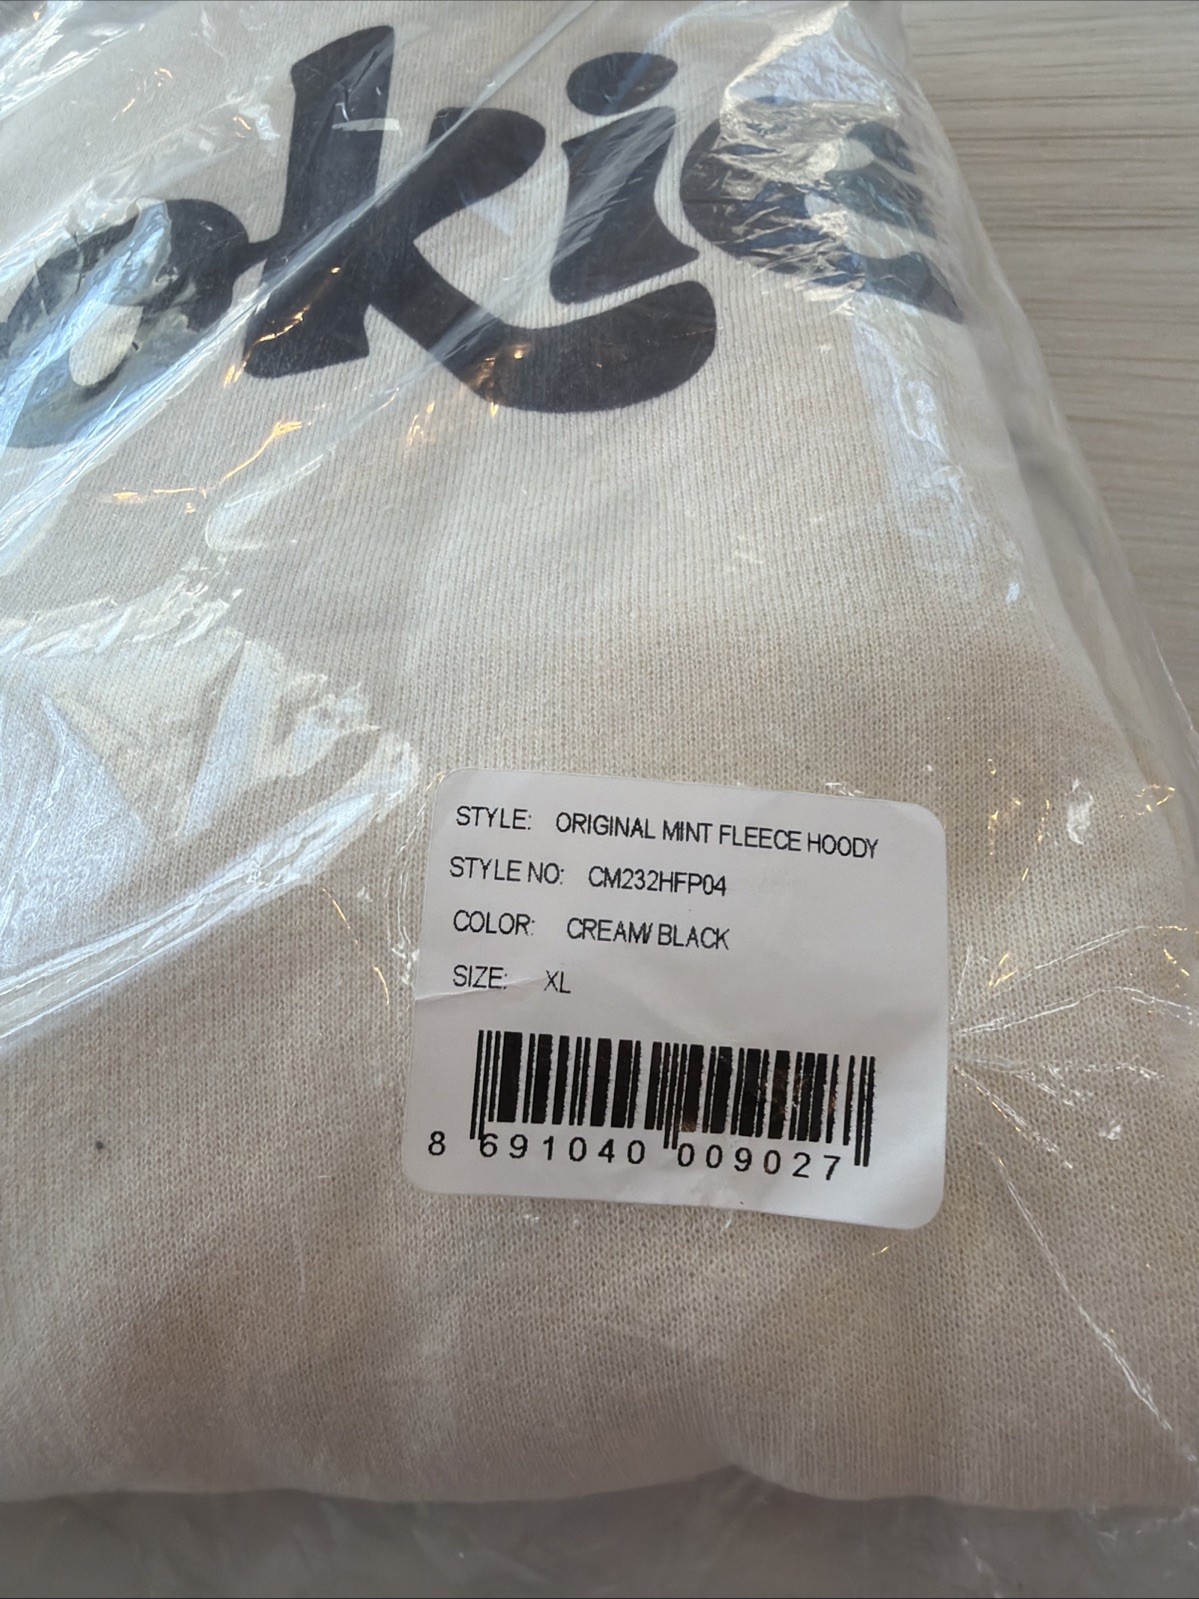 okie
STYLE: ORIGINAL MINT FLEECE HOODY
STYLE NO: CM232HFP04
COLOR: CREAM/ BLACK
SIZE: XL
8 691040 009027